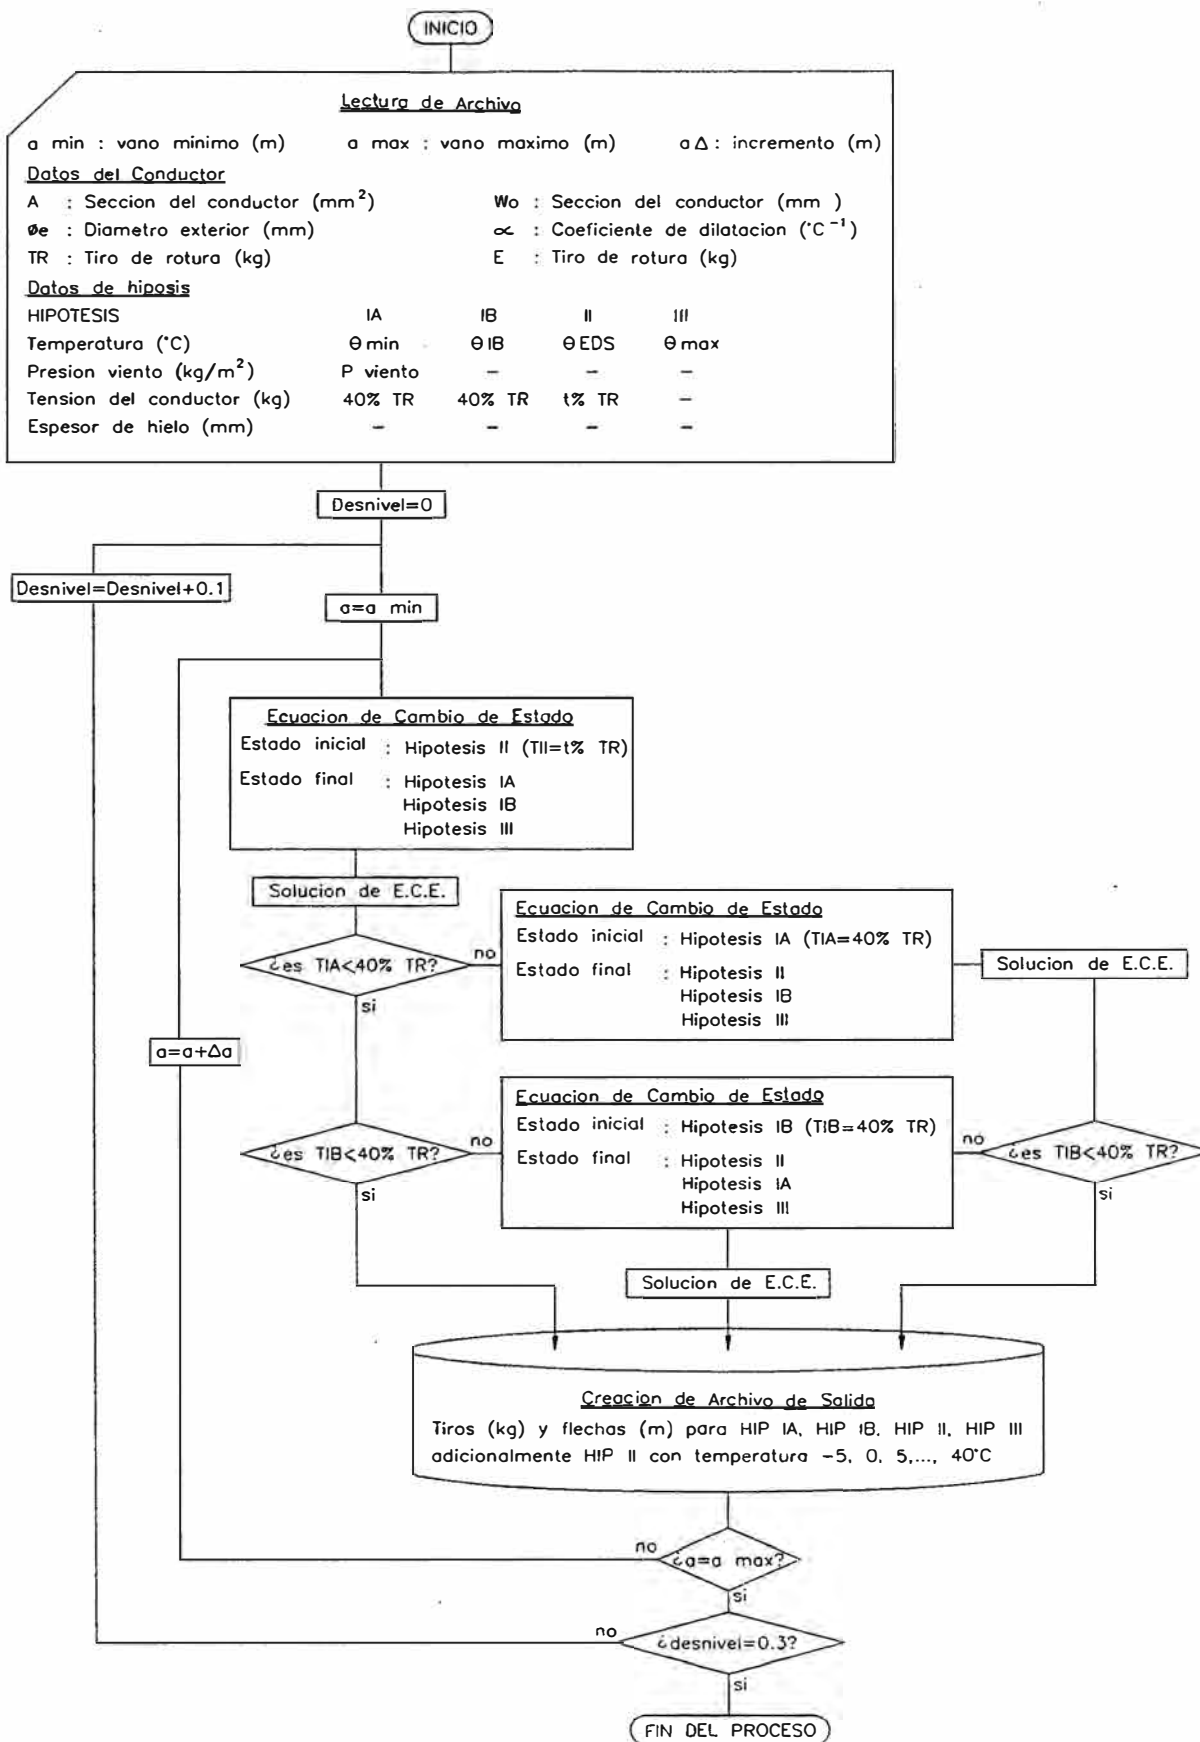 INICIO
Lectura de Archivo
a min : vano minimo (m) a max : vano maximo (m) a Δ : incremento (m)
Datos del Conductor
A : Seccion del conductor (mm²) Wo : Seccion del conductor (mm )
øe : Diametro exterior (mm) ∝ : Coeficiente de dilatacion (°C⁻¹)
TR : Tiro de rotura (kg) E : Tiro de rotura (kg)
Datos de hiposis
HIPOTESIS IA IB II III
Temperatura (°C) θ min θ IB θ EDS θ max
Presion viento (kg/m²) P viento – – –
Tension del conductor (kg) 40% TR 40% TR t% TR –
Espesor de hielo (mm) – – – –
Desnivel=0
Desnivel=Desnivel+0.1
a=a min
Ecuacion de Cambio de Estado
Estado inicial : Hipotesis II (TII=t% TR)
Estado final : Hipotesis IA
Hipotesis IB
Hipotesis III
Solucion de E.C.E.
¿es TIA<40% TR?
no
si
Ecuacion de Cambio de Estado
Estado inicial : Hipotesis IA (TIA=40% TR)
Estado final : Hipotesis II
Hipotesis IB
Hipotesis III
Solucion de E.C.E.
a=a+Δa
¿es TIB<40% TR?
no
si
Ecuacion de Cambio de Estado
Estado inicial : Hipotesis IB (TIB=40% TR)
Estado final : Hipotesis II
Hipotesis IA
Hipotesis III
no
¿es TIB<40% TR?
si
Solucion de E.C.E.
Creacion de Archivo de Salida
Tiros (kg) y flechas (m) para HIP IA, HIP IB, HIP II, HIP III
adicionalmente HIP II con temperatura -5, 0, 5,..., 40°C
no
¿a=a max?
si
no
¿desnivel=0.3?
si
FIN DEL PROCESO